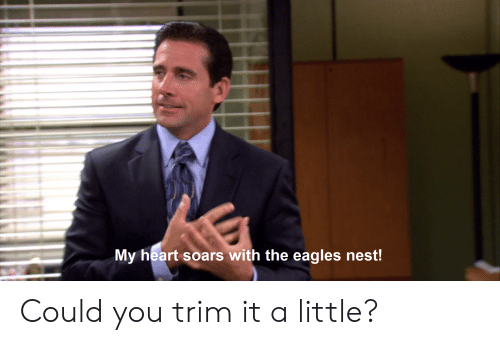 My heart soars with the eagles nest!
Could you trim it a little?